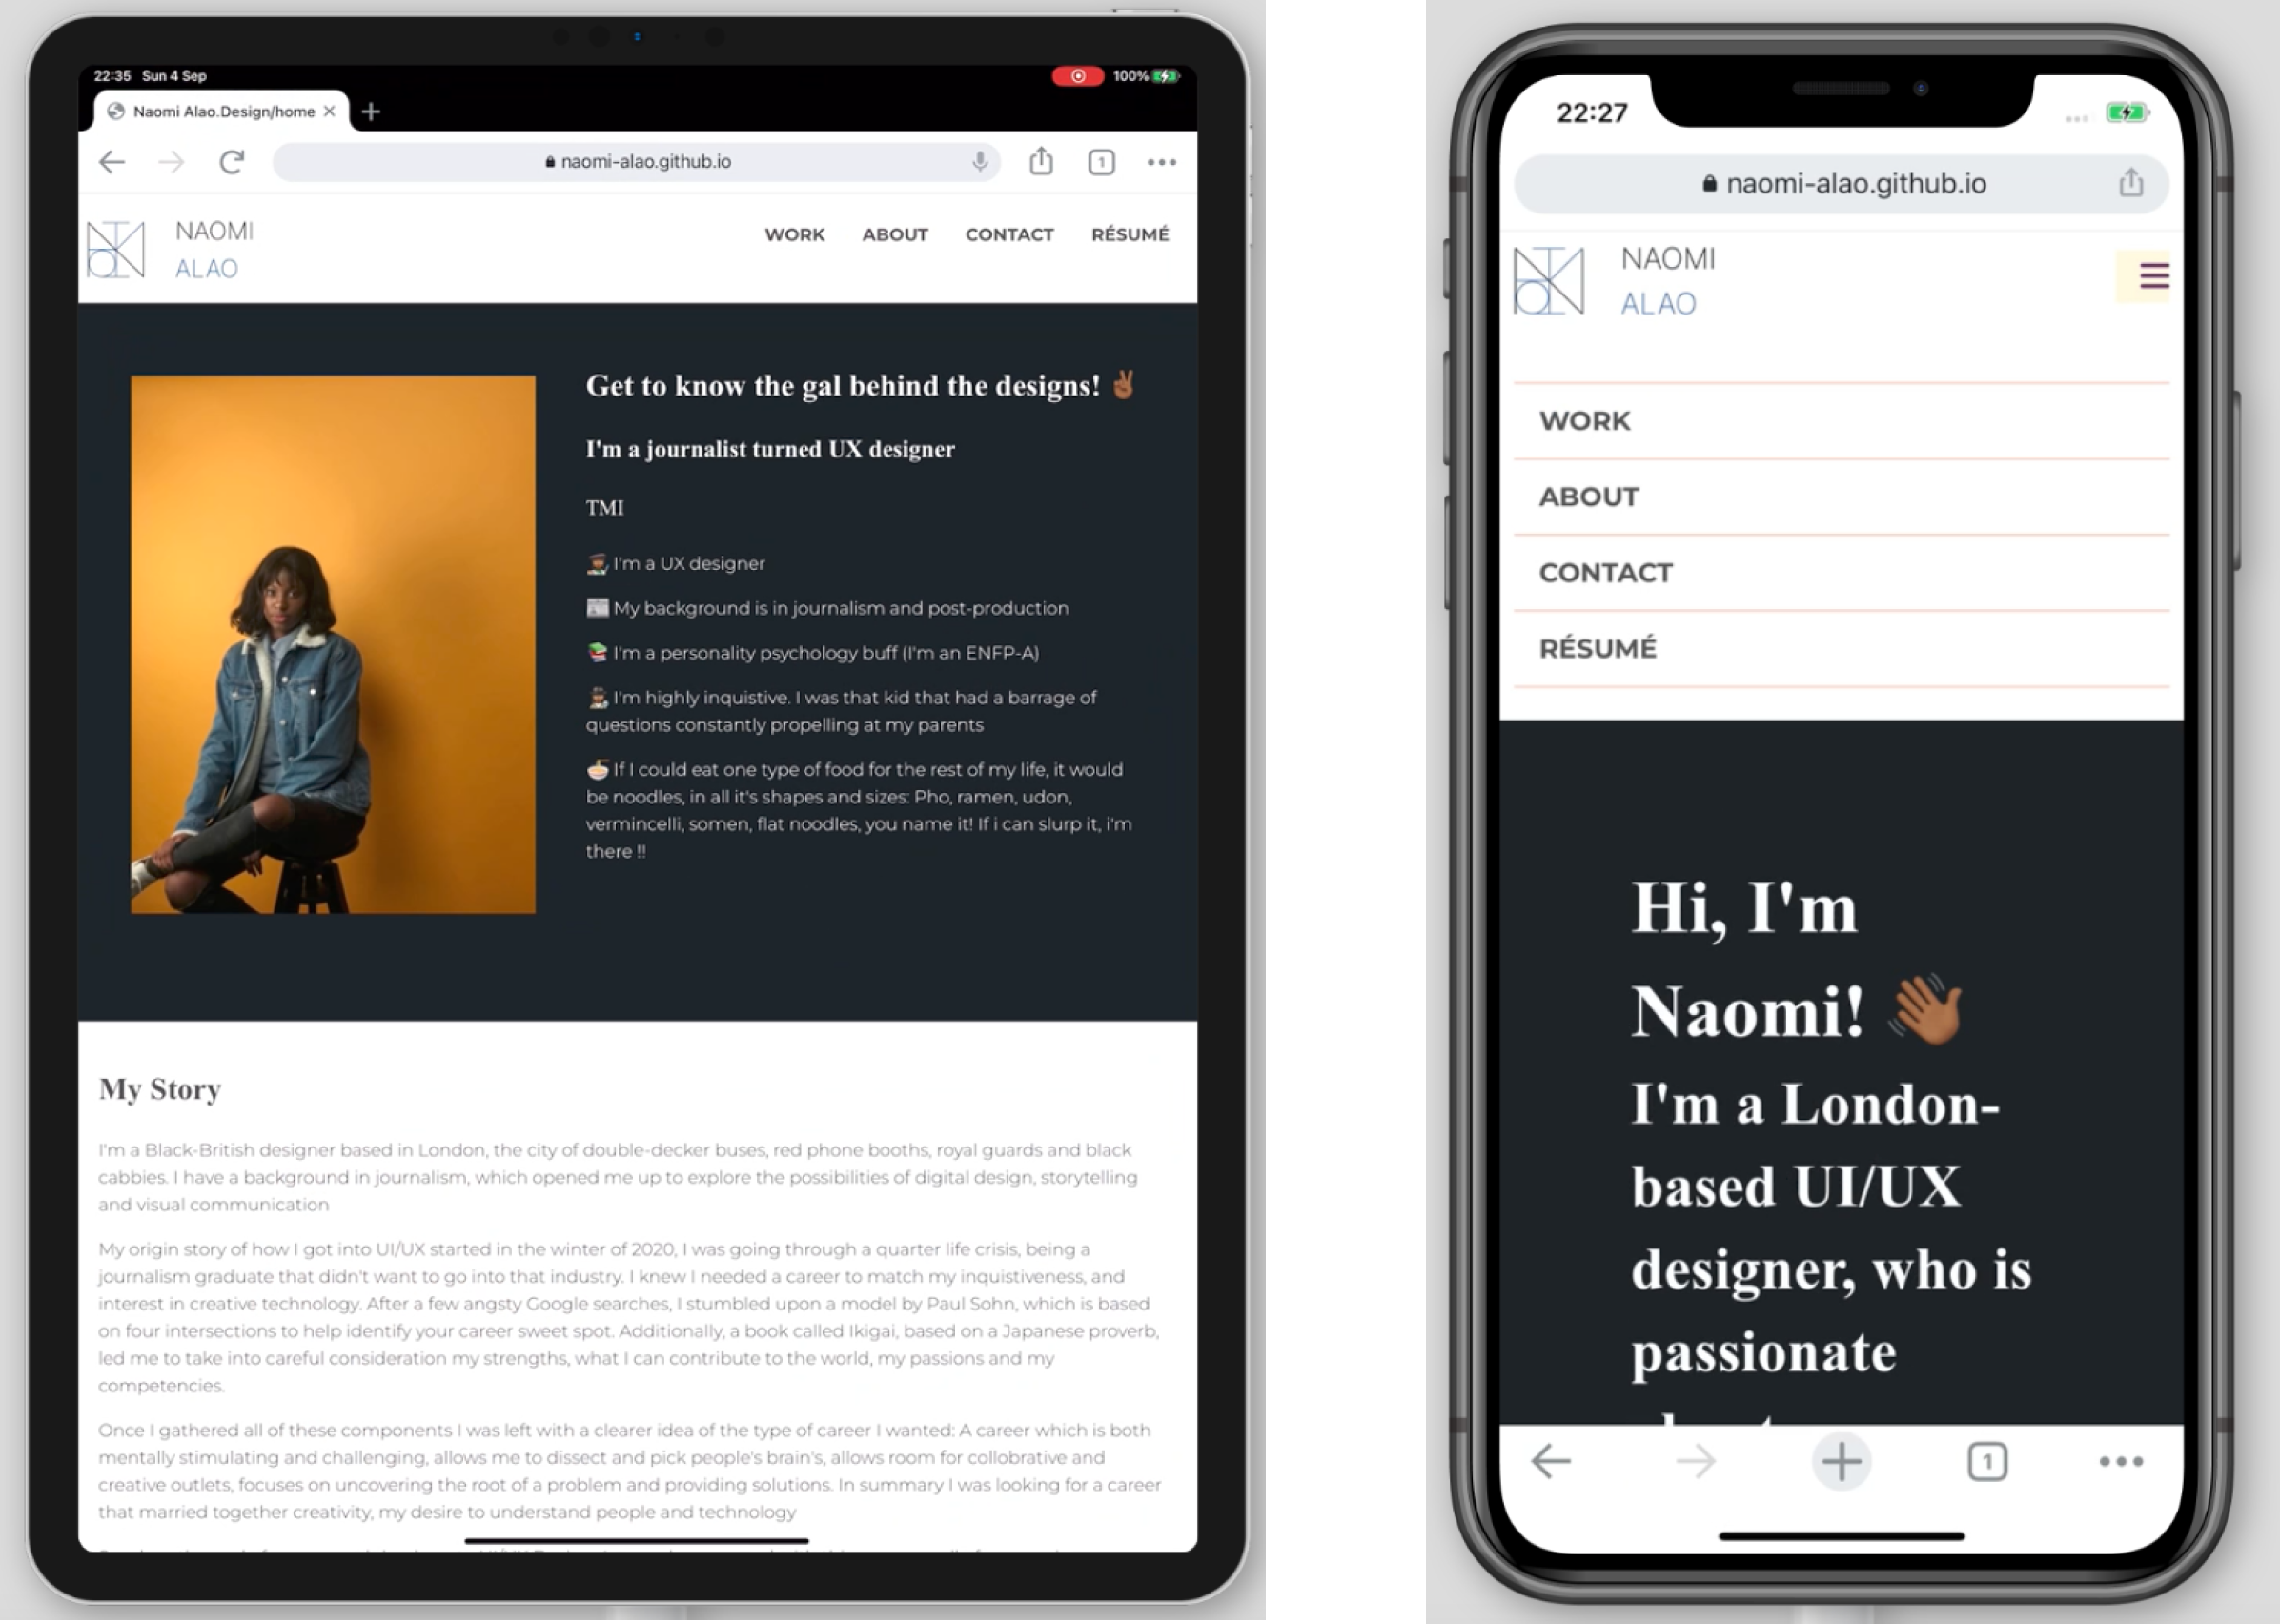 22:35 Sun 4 Sep
100%
Naomi Alao.Design/home
naomi-alao.github.io
1
NAOMI
ALAO
WORK ABOUT CONTACT RÉSUMÉ
Get to know the gal behind the designs! ✌🏾
I'm a journalist turned UX designer
TMI
I'm a UX designer
My background is in journalism and post-production
I'm a personality psychology buff (I'm an ENFP-A)
I'm highly inquistive. I was that kid that had a barrage of
questions constantly propelling at my parents
If I could eat one type of food for the rest of my life, it would
be noodles, in all it's shapes and sizes: Pho, ramen, udon,
vermincelli, somen, flat noodles, you name it! If i can slurp it, i'm
there !!
My Story
I'm a Black-British designer based in London, the city of double-decker buses, red phone booths, royal guards and black
cabbies. I have a background in journalism, which opened me up to explore the possibilities of digital design, storytelling
and visual communication
My origin story of how I got into UI/UX started in the winter of 2020, I was going through a quarter life crisis, being a
journalism graduate that didn't want to go into that industry. I knew I needed a career to match my inquistiveness, and
interest in creative technology. After a few angsty Google searches, I stumbled upon a model by Paul Sohn, which is based
on four intersections to help identify your career sweet spot. Additionally, a book called Ikigai, based on a Japanese proverb,
led me to take into careful consideration my strengths, what I can contribute to the world, my passions and my
competencies.
Once I gathered all of these components I was left with a clearer idea of the type of career I wanted: A career which is both
mentally stimulating and challenging, allows me to dissect and pick people's brain's, allows room for collobrative and
creative outlets, focuses on uncovering the root of a problem and providing solutions. In summary I was looking for a career
that married together creativity, my desire to understand people and technology
22:27
naomi-alao.github.io
NAOMI
ALAO
WORK
ABOUT
CONTACT
RÉSUMÉ
Hi, I'm
Naomi! 👋🏾
I'm a London-
based UI/UX
designer, who is
passionate
1